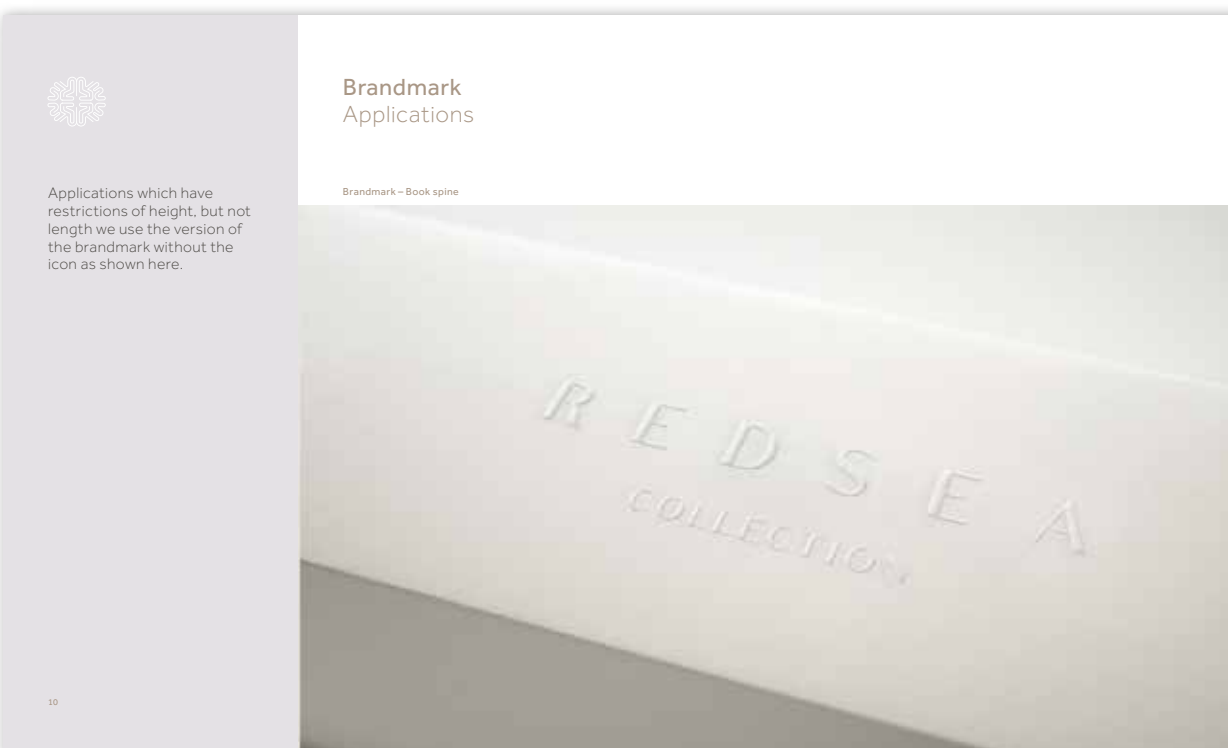 Brandmark
Applications
Applications which have
restrictions of height, but not
length we use the version of
the brandmark without the
icon as shown here.
Brandmark – Book spine
REDSEA
COLLECTION
10